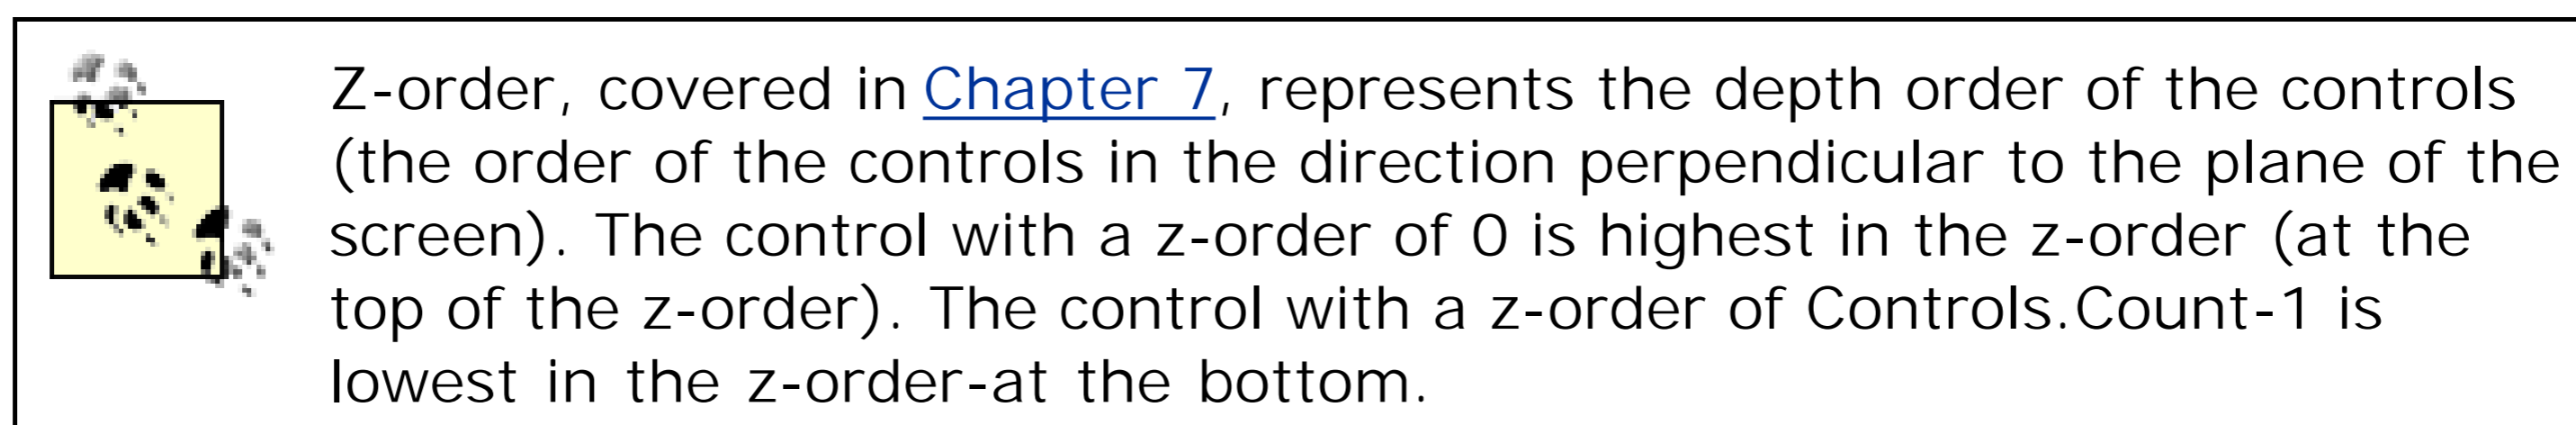 Z-order, covered in Chapter 7, represents the depth order of the controls
(the order of the controls in the direction perpendicular to the plane of the
screen). The control with a z-order of 0 is highest in the z-order (at the
top of the z-order). The control with a z-order of Controls.Count-1 is
lowest in the z-order-at the bottom.